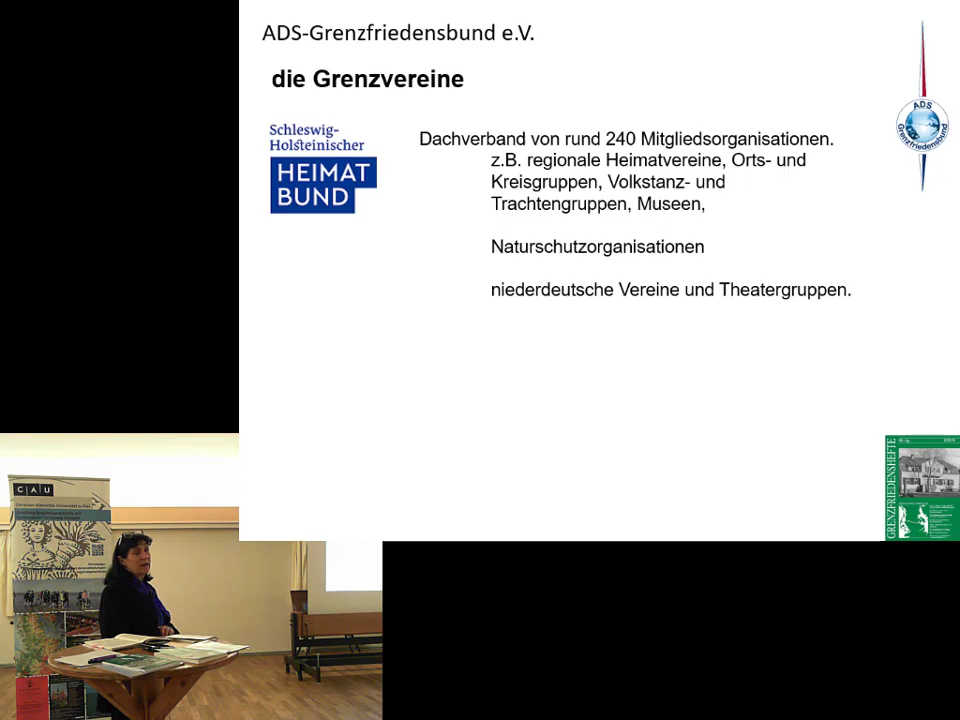 ADS-Grenzfriedensbund e.V.
die Grenzvereine
Schleswig-
Holsteinischer
HEIMAT
BUND
Dachverband von rund 240 Mitgliedsorganisationen.
z.B. regionale Heimatvereine, Orts- und
Kreisgruppen, Volkstanz- und
Trachtengruppen, Museen,
Naturschutzorganisationen
niederdeutsche Vereine und Theatergruppen.
ADS
Grenzfriedensbund
GRENZFRIEDENSHEFTE
CAU